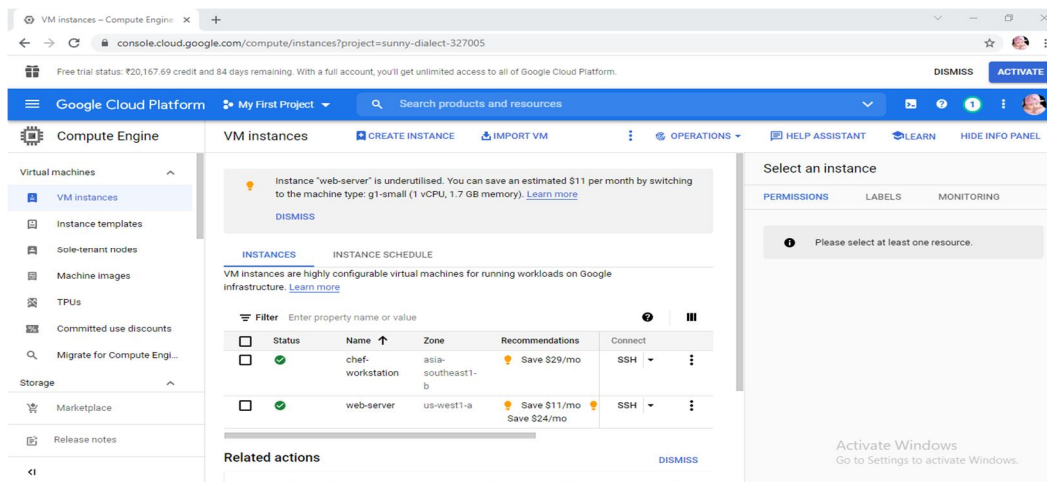 VM instances – Compute Engine
console.cloud.google.com/compute/instances?project=sunny-dialect-327005
Free trial status: ₹20,167.69 credit and 84 days remaining. With a full account, you'll get unlimited access to all of Google Cloud Platform.
DISMISS
ACTIVATE
Google Cloud Platform
My First Project
Search products and resources
1
Compute Engine
VM instances
CREATE INSTANCE
IMPORT VM
OPERATIONS
HELP ASSISTANT
LEARN
HIDE INFO PANEL
Virtual machines
VM instances
Instance templates
Sole-tenant nodes
Machine images
TPUs
Committed use discounts
Migrate for Compute Engi...
Storage
Marketplace
Release notes
Instance "web-server" is underutilised. You can save an estimated $11 per month by switching
to the machine type: g1-small (1 vCPU, 1.7 GB memory). Learn more
DISMISS
INSTANCES
INSTANCE SCHEDULE
VM instances are highly configurable virtual machines for running workloads on Google
infrastructure. Learn more
Filter Enter property name or value
Status Name Zone Recommendations Connect
chef-
workstation
asia-
southeast1-
b
Save $29/mo
SSH
web-server
us-west1-a
Save $11/mo
Save $24/mo
SSH
Related actions
DISMISS
Select an instance
PERMISSIONS
LABELS
MONITORING
Please select at least one resource.
Activate Windows
Go to Settings to activate Windows.